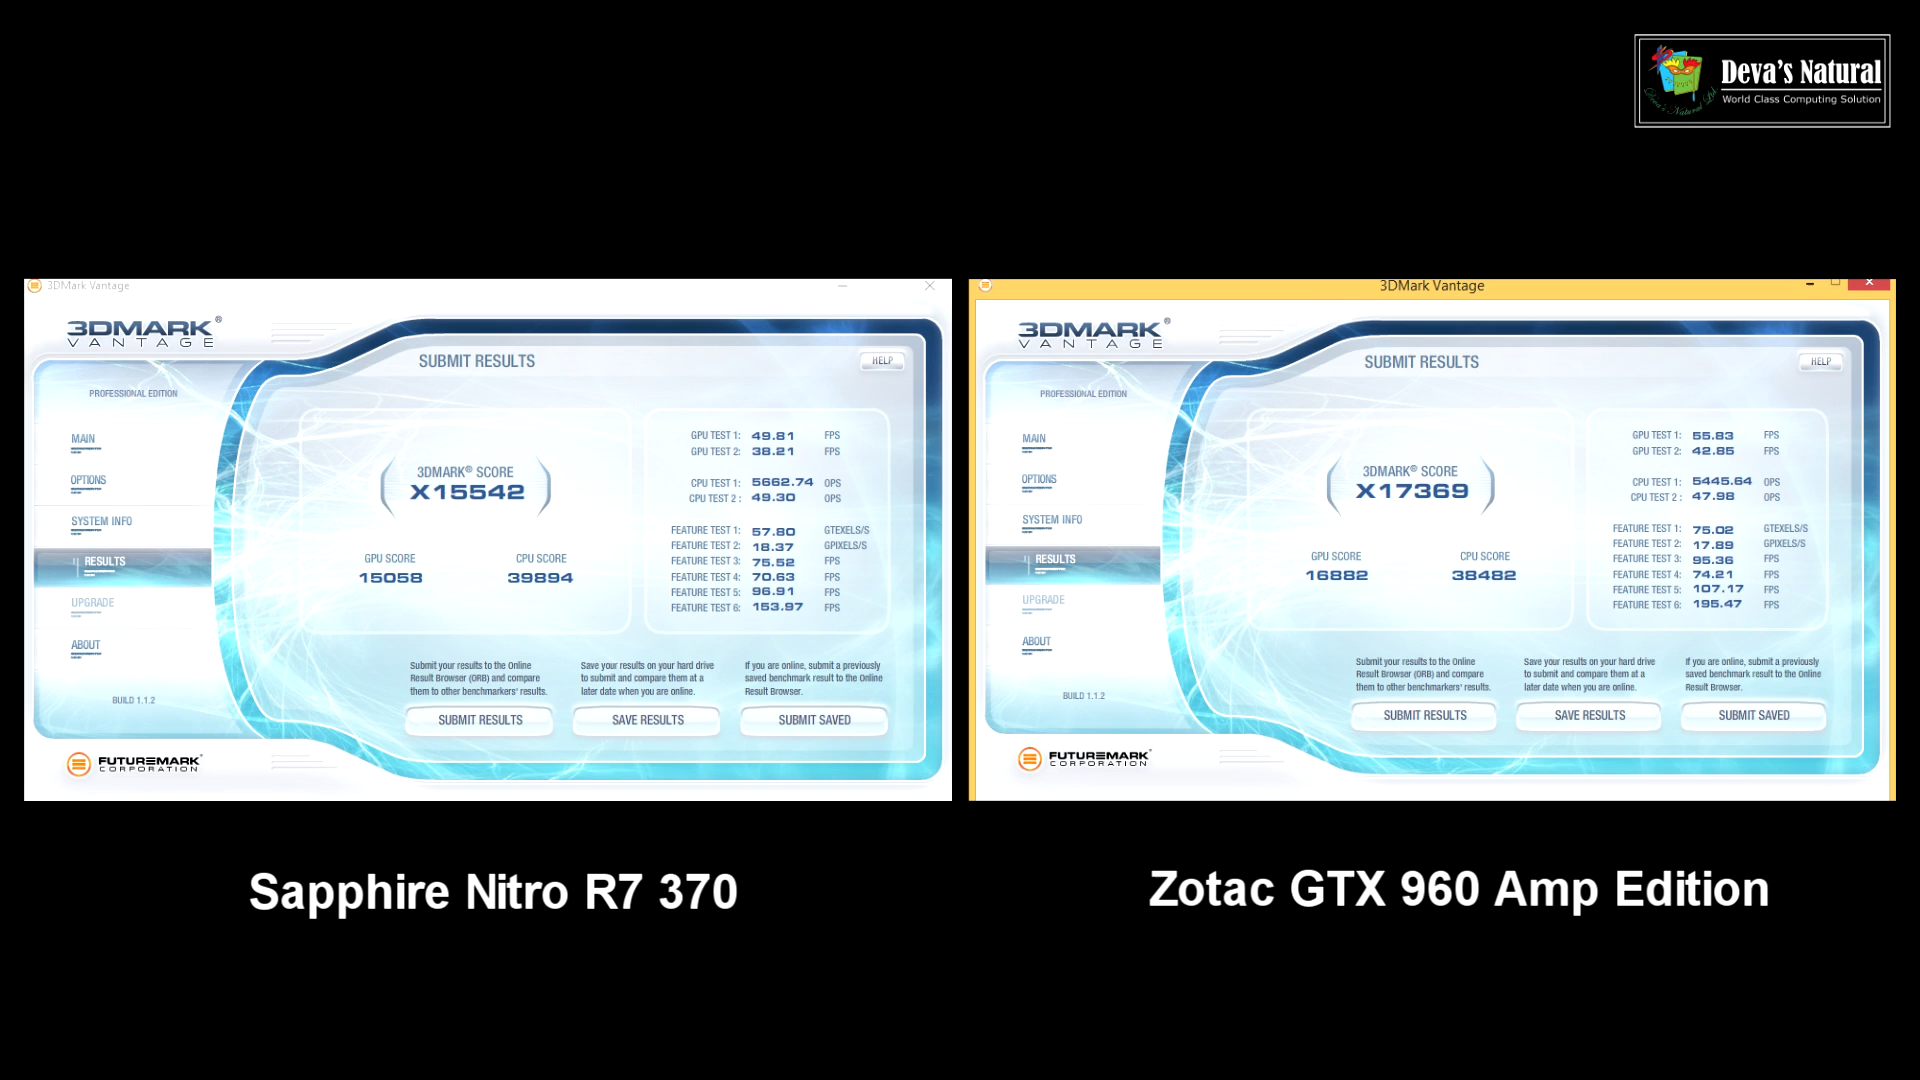 Deva's Natural
World Class Computing Solution
Deva's Natural Ltd
3DMark Vantage
3DMARK®
VANTAGE
SUBMIT RESULTS
HELP
PROFESSIONAL EDITION
MAIN
OPTIONS
SYSTEM INFO
RESULTS
UPGRADE
ABOUT
BUILD 1.1.2
3DMARK® SCORE
X15542
GPU SCORE
15058
CPU SCORE
39894
GPU TEST 1: 49.81 FPS
GPU TEST 2: 38.21 FPS
CPU TEST 1: 5662.74 OPS
CPU TEST 2 : 49.30 OPS
FEATURE TEST 1: 57.80 GTEXELS/S
FEATURE TEST 2: 18.37 GPIXELS/S
FEATURE TEST 3: 75.52 FPS
FEATURE TEST 4: 70.63 FPS
FEATURE TEST 5: 96.91 FPS
FEATURE TEST 6: 153.97 FPS
Submit your results to the Online
Result Browser (ORB) and compare
them to other benchmarkers' results.
Save your results on your hard drive
to submit and compare them at a
later date when you are online.
If you are online, submit a previously
saved benchmark result to the Online
Result Browser.
SUBMIT RESULTS
SAVE RESULTS
SUBMIT SAVED
FUTUREMARK®
CORPORATION
3DMark Vantage
3DMARK®
VANTAGE
SUBMIT RESULTS
HELP
PROFESSIONAL EDITION
MAIN
OPTIONS
SYSTEM INFO
RESULTS
UPGRADE
ABOUT
BUILD 1.1.2
3DMARK® SCORE
X17369
GPU SCORE
16882
CPU SCORE
38482
GPU TEST 1: 55.83 FPS
GPU TEST 2: 42.85 FPS
CPU TEST 1: 5445.64 OPS
CPU TEST 2 : 47.98 OPS
FEATURE TEST 1: 75.02 GTEXELS/S
FEATURE TEST 2: 17.89 GPIXELS/S
FEATURE TEST 3: 95.36 FPS
FEATURE TEST 4: 74.21 FPS
FEATURE TEST 5: 107.17 FPS
FEATURE TEST 6: 195.47 FPS
Submit your results to the Online
Result Browser (ORB) and compare
them to other benchmarkers' results.
Save your results on your hard drive
to submit and compare them at a
later date when you are online.
If you are online, submit a previously
saved benchmark result to the Online
Result Browser.
SUBMIT RESULTS
SAVE RESULTS
SUBMIT SAVED
FUTUREMARK®
CORPORATION
Sapphire Nitro R7 370
Zotac GTX 960 Amp Edition